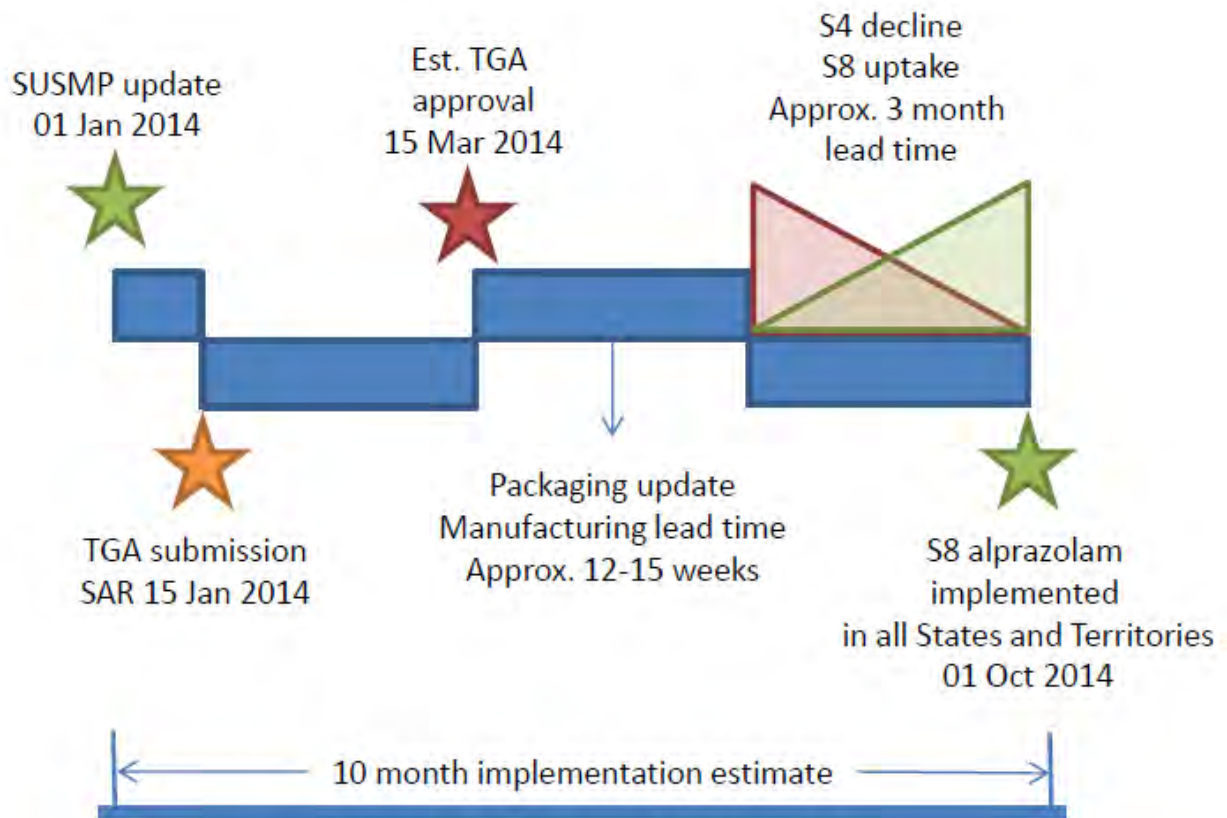 SUSMP update
01 Jan 2014
Est. TGA
approval
15 Mar 2014
S4 decline
S8 uptake
Approx. 3 month
lead time
TGA submission
SAR 15 Jan 2014
Packaging update
Manufacturing lead time
Approx. 12-15 weeks
S8 alprazolam
implemented
in all States and Territories
01 Oct 2014
10 month implementation estimate